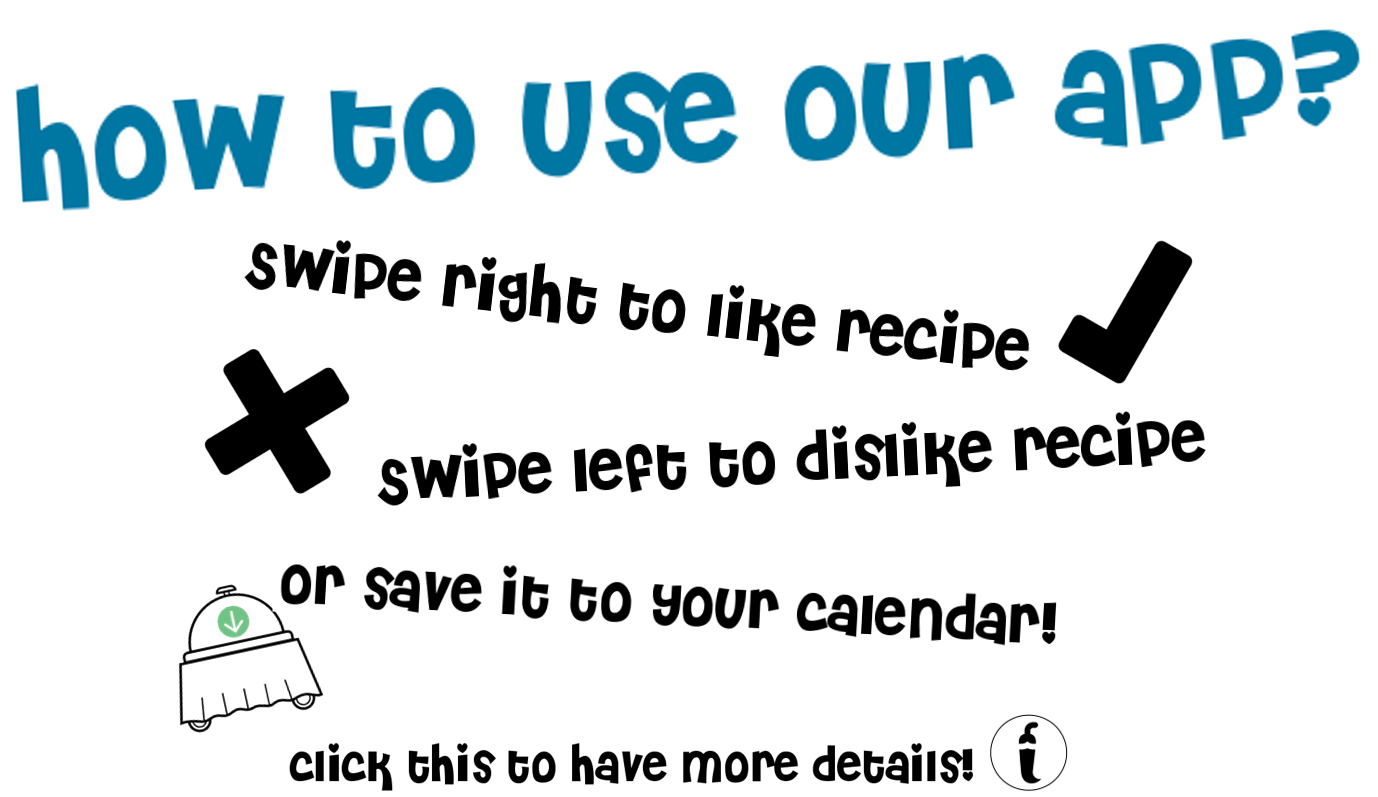 how to use our app?
swipe right to like recipe
swipe left to dislike recipe
or save it to your calendar!
click this to have more details!